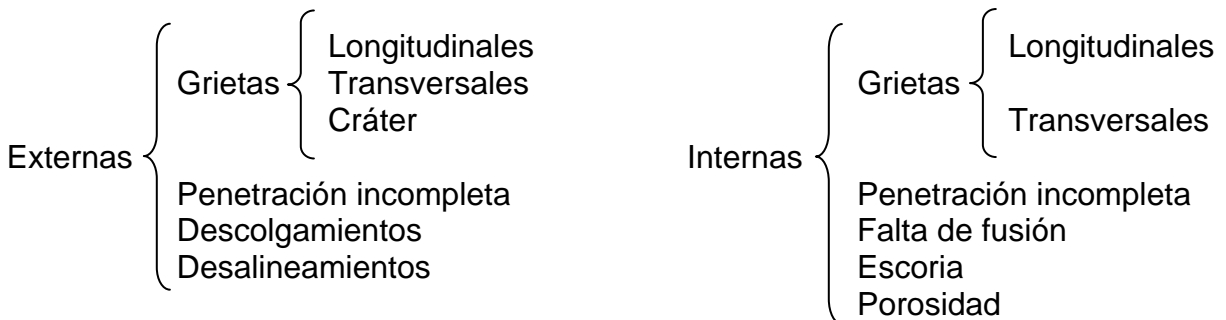 Externas
Grietas
Longitudinales
Transversales
Cráter
Penetración incompleta
Descolgamientos
Desalineamientos
Internas
Grietas
Longitudinales
Transversales
Penetración incompleta
Falta de fusión
Escoria
Porosidad